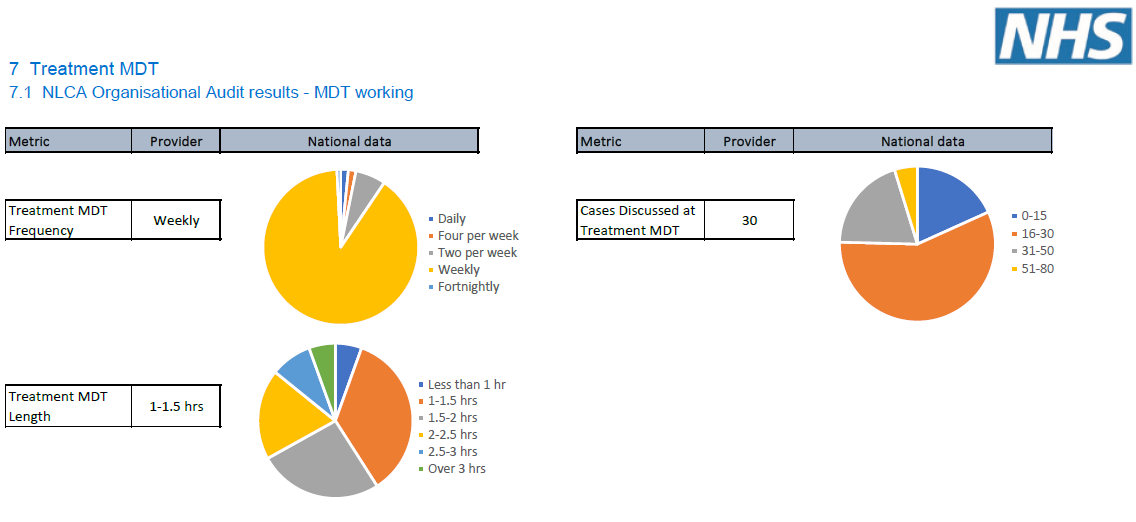 NHS
7 Treatment MDT
7.1 NLCA Organisational Audit results - MDT working
Metric Provider National data
Treatment MDT
Frequency
Weekly
Daily
Four per week
Two per week
Weekly
Fortnightly
Treatment MDT
Length
1-1.5 hrs
Less than 1 hr
1-1.5 hrs
1.5-2 hrs
2-2.5 hrs
2.5-3 hrs
Over 3 hrs
Metric Provider National data
Cases Discussed at
Treatment MDT
30
0-15
16-30
31-50
51-80